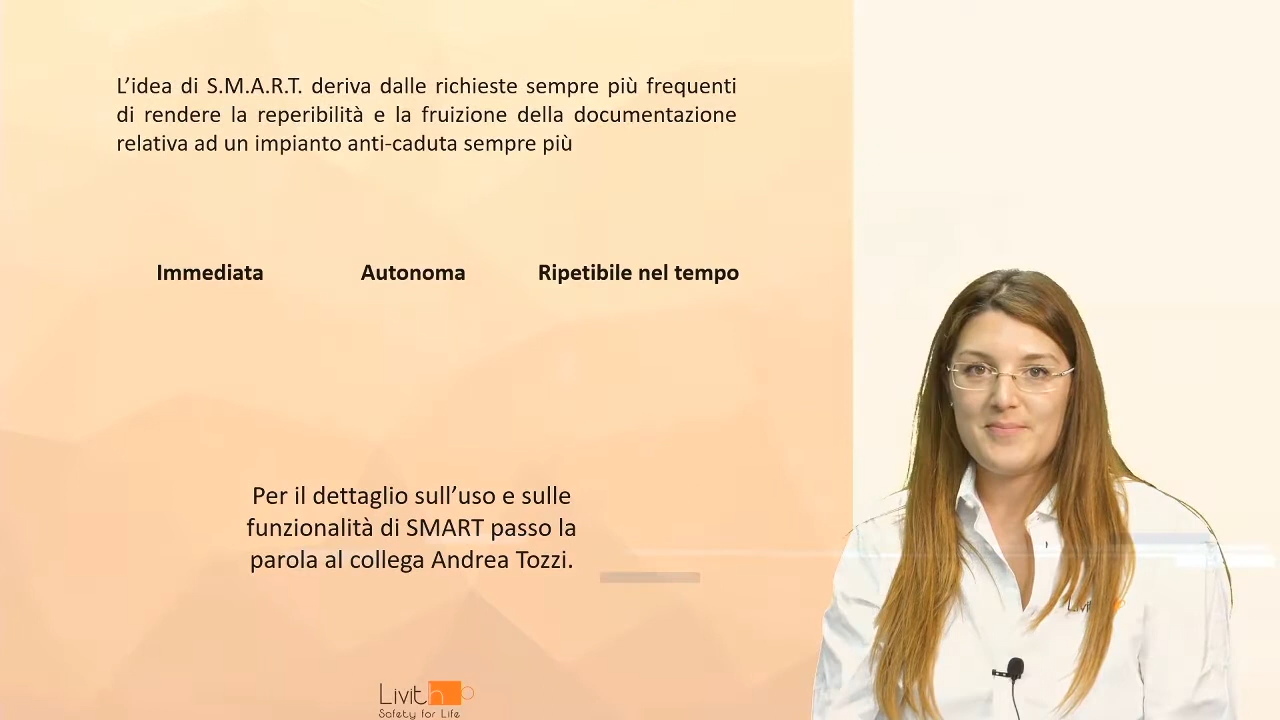 L’idea di S.M.A.R.T. deriva dalle richieste sempre più frequenti
di rendere la reperibilità e la fruizione della documentazione
relativa ad un impianto anti-caduta sempre più
Immediata Autonoma Ripetibile nel tempo
Per il dettaglio sull’uso e sulle
funzionalità di SMART passo la
parola al collega Andrea Tozzi.
Livith
Safety for Life